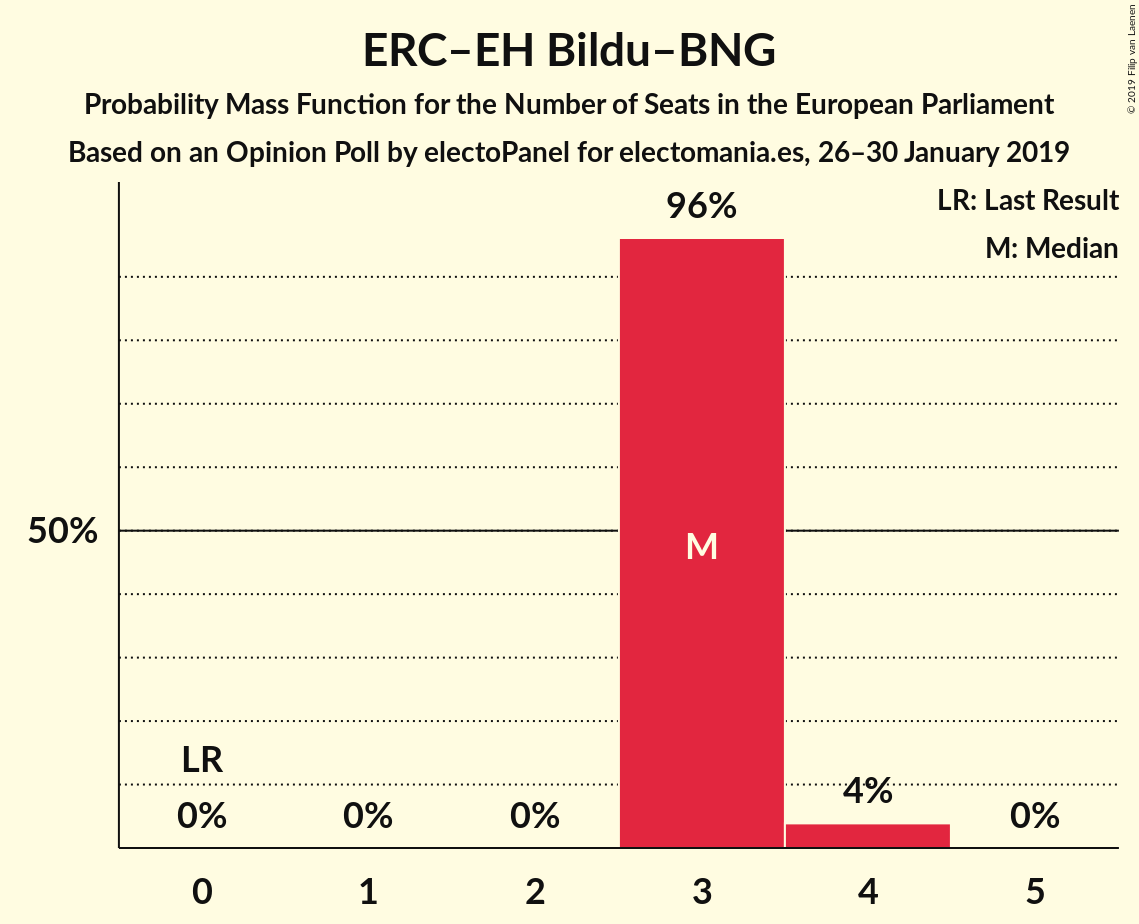 ERC–EH Bildu–BNG
Probability Mass Function for the Number of Seats in the European Parliament
Based on an Opinion Poll by electoPanel for electomania.es, 26–30 January 2019
© 2019 Filip van Laenen
LR: Last Result
M: Median
96%
50%
M
LR
4%
0%
0%
0%
0%
0
1
2
3
4
5